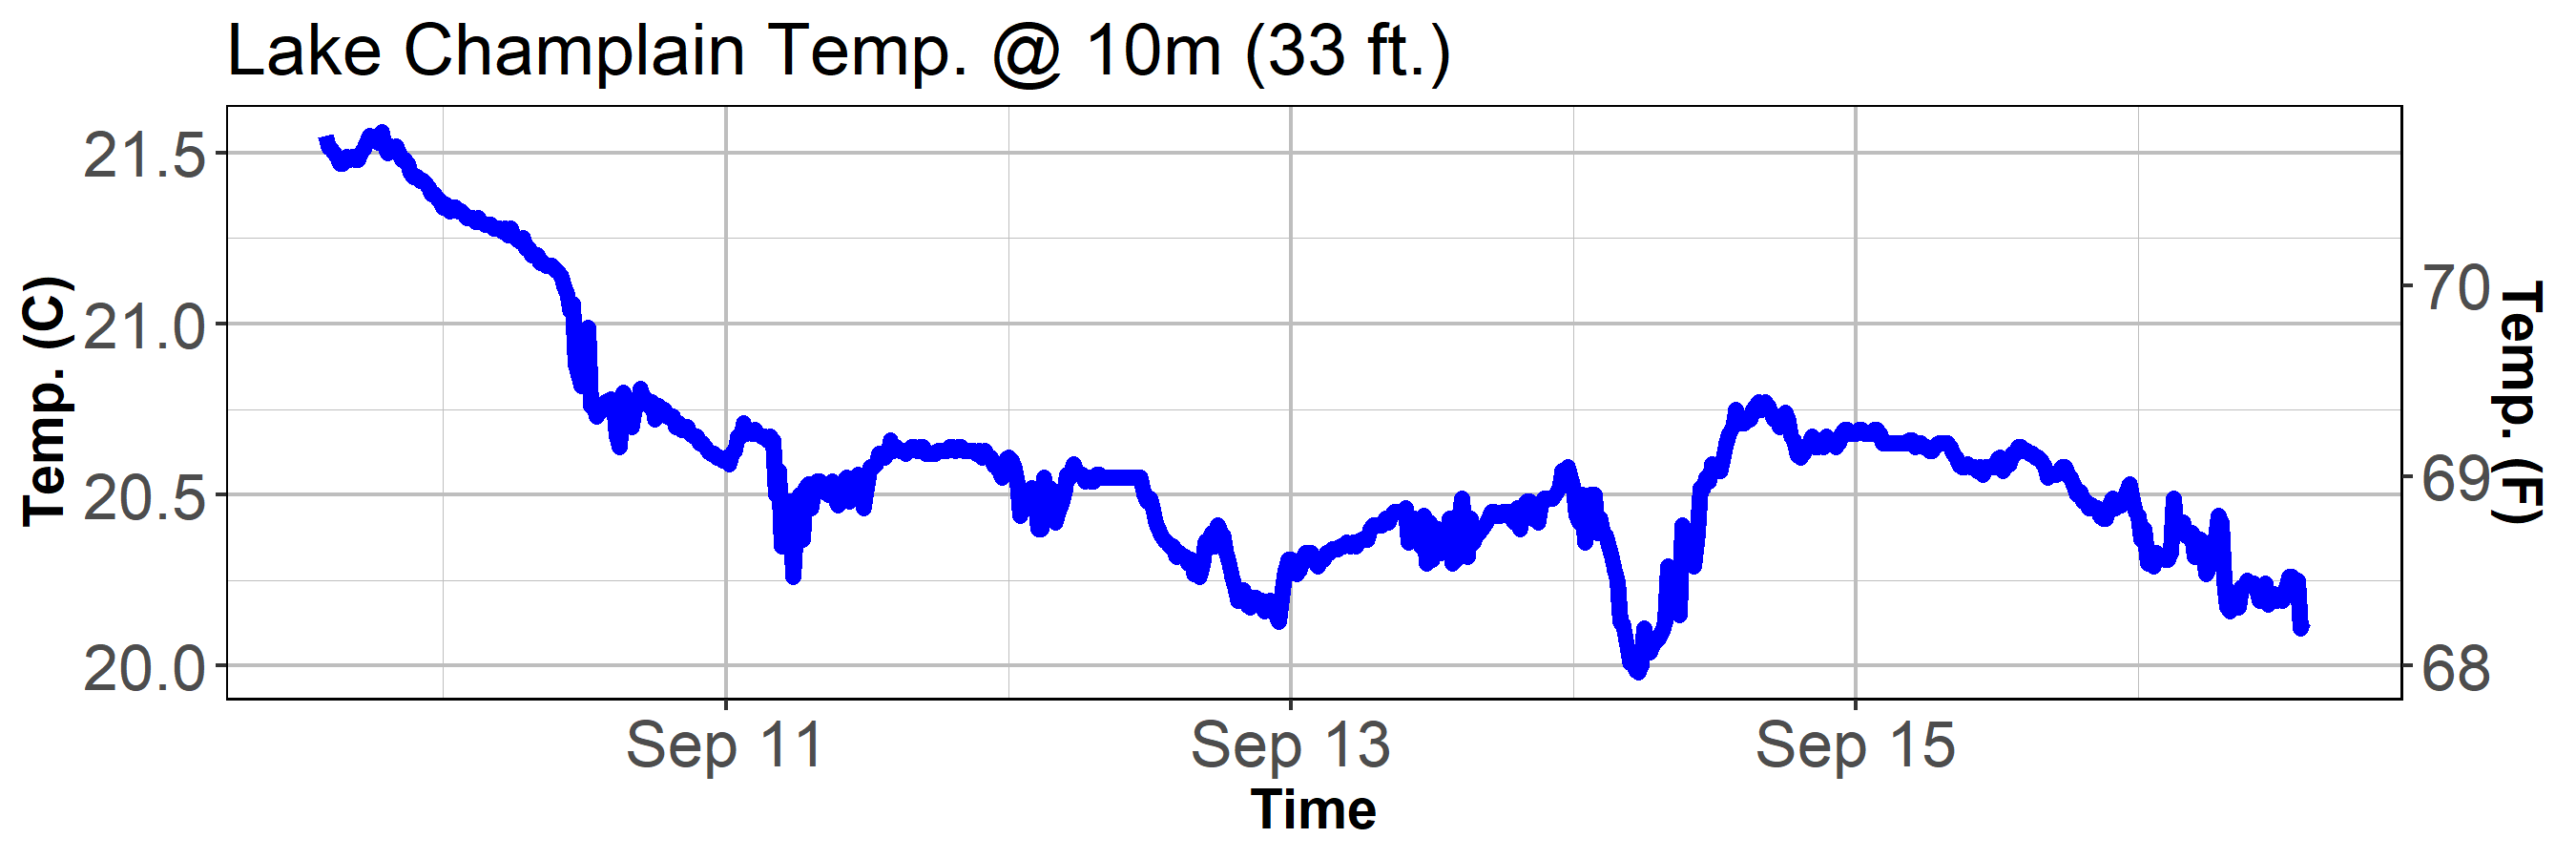 Lake Champlain Temp. @ 10m (33 ft.)
Temp. (C)
21.5
21.0
20.5
20.0
70
69
68
Temp. (F)
Sep 11
Sep 13
Sep 15
Time